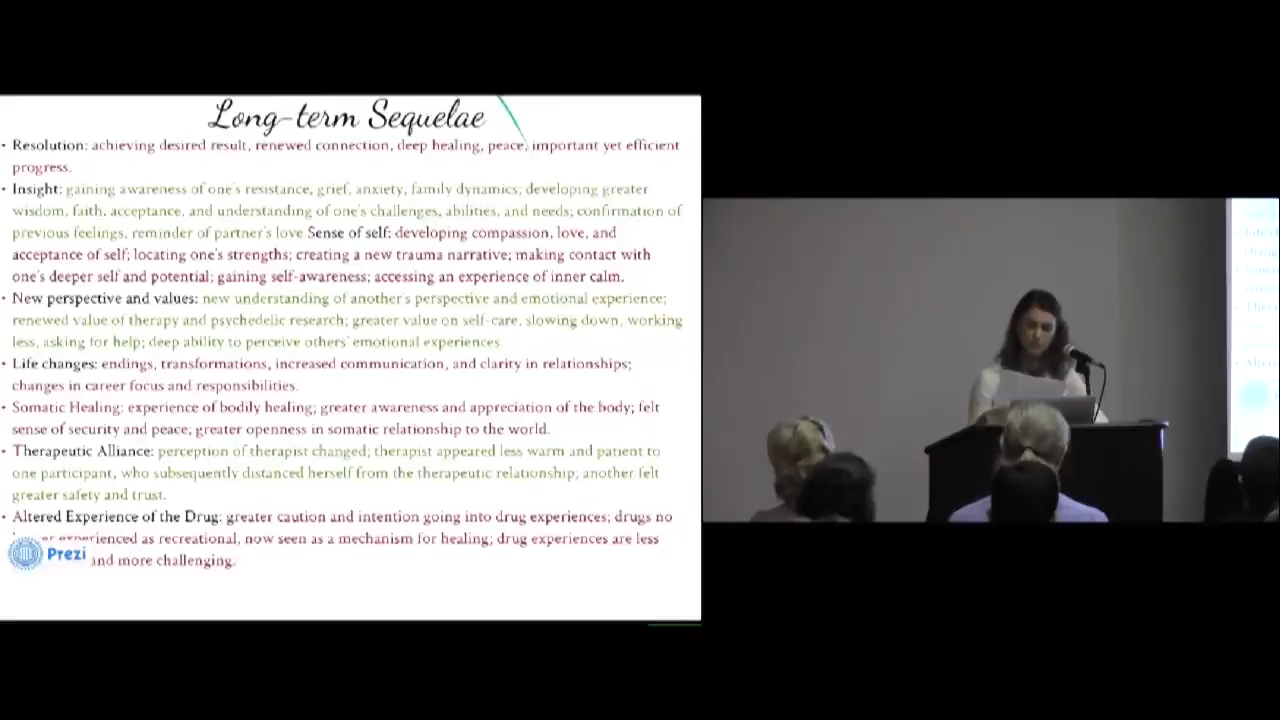 Long-term Sequelae
• Resolution: achieving desired result, renewed connection, deep healing, peace, important yet efficient
progress.
• Insight: gaining awareness of one's resistance, grief, anxiety, family dynamics; developing greater
wisdom, faith, acceptance, and understanding of one's challenges, abilities, and needs; confirmation of
previous feelings, reminder of partner's love.Sense of self: developing compassion, love, and
acceptance of self; locating one's strengths; creating a new trauma narrative; making contact with
one's deeper self and potential; gaining self-awareness; accessing an experience of inner calm.
• New perspective and values: new understanding of another's perspective and emotional experience;
renewed value of therapy and psychedelic research; greater value on self-care, slowing down, working
less, asking for help; deep ability to perceive others' emotional experiences.
• Life changes: endings, transformations, increased communication, and clarity in relationships;
changes in career focus and responsibilities.
• Somatic Healing: experience of bodily healing; greater awareness and appreciation of the body; felt
sense of security and peace; greater openness in somatic relationship to the world.
• Therapeutic Alliance: perception of therapist changed; therapist appeared less warm and patient to
one participant, who subsequently distanced herself from the therapeutic relationship; another felt
greater safety and trust.
• Altered Experience of the Drug: greater caution and intention going into drug experiences; drugs no
experienced as recreational, now seen as a mechanism for healing; drug experiences are less
Prezi and more challenging.